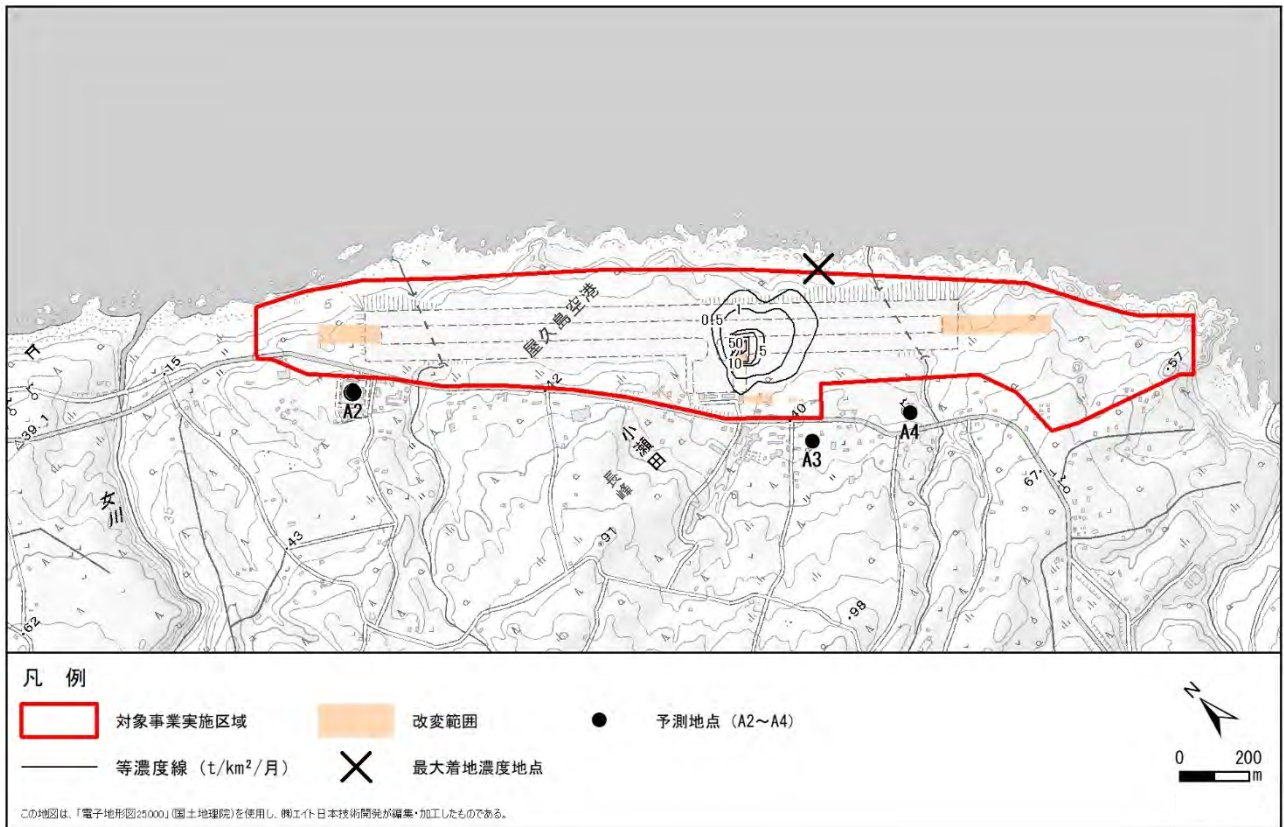 屋久島空港
0.5
1
50
5
10
5
15
42
40
57
39.1
A2
A3
A4
67
小瀬田
長峰
女川
43
91
98
62
凡 例
対象事業実施区域
改変範囲
予測地点 (A2~A4)
等濃度線 (t/km²/月)
最大着地濃度地点
N
0 200
m
この地図は、「電子地形図25000」(国土地理院)を使用し、㈱エイト日本技術開発が編集・加工したものである。